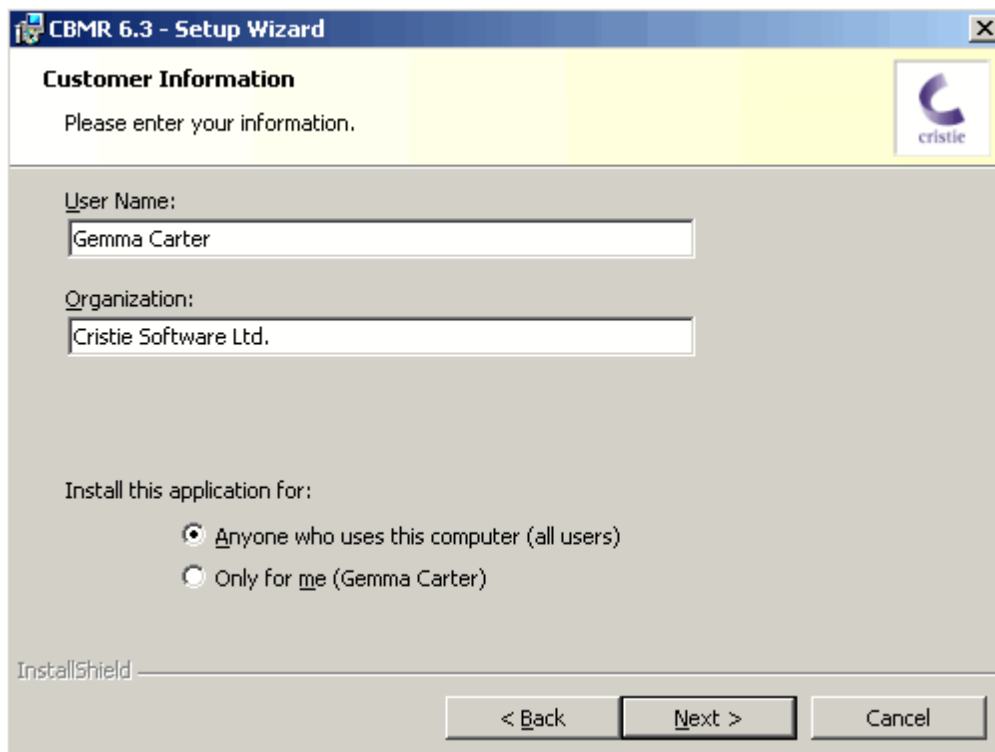 CBMR 6.3 - Setup Wizard
Customer Information
Please enter your information.
cristie
User Name:
Gemma Carter
Organization:
Cristie Software Ltd.
Install this application for:
Anyone who uses this computer (all users)
Only for me (Gemma Carter)
InstallShield
< Back Next > Cancel